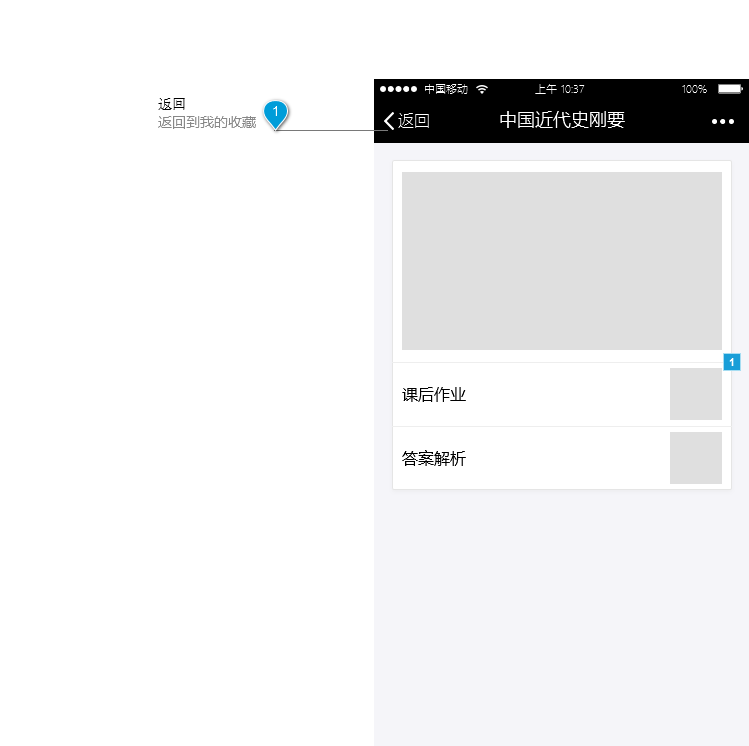 返回
返回到我的收藏
1
中国移动
上午 10:37
100%
返回
中国近代史刚要
1
课后作业
答案解析